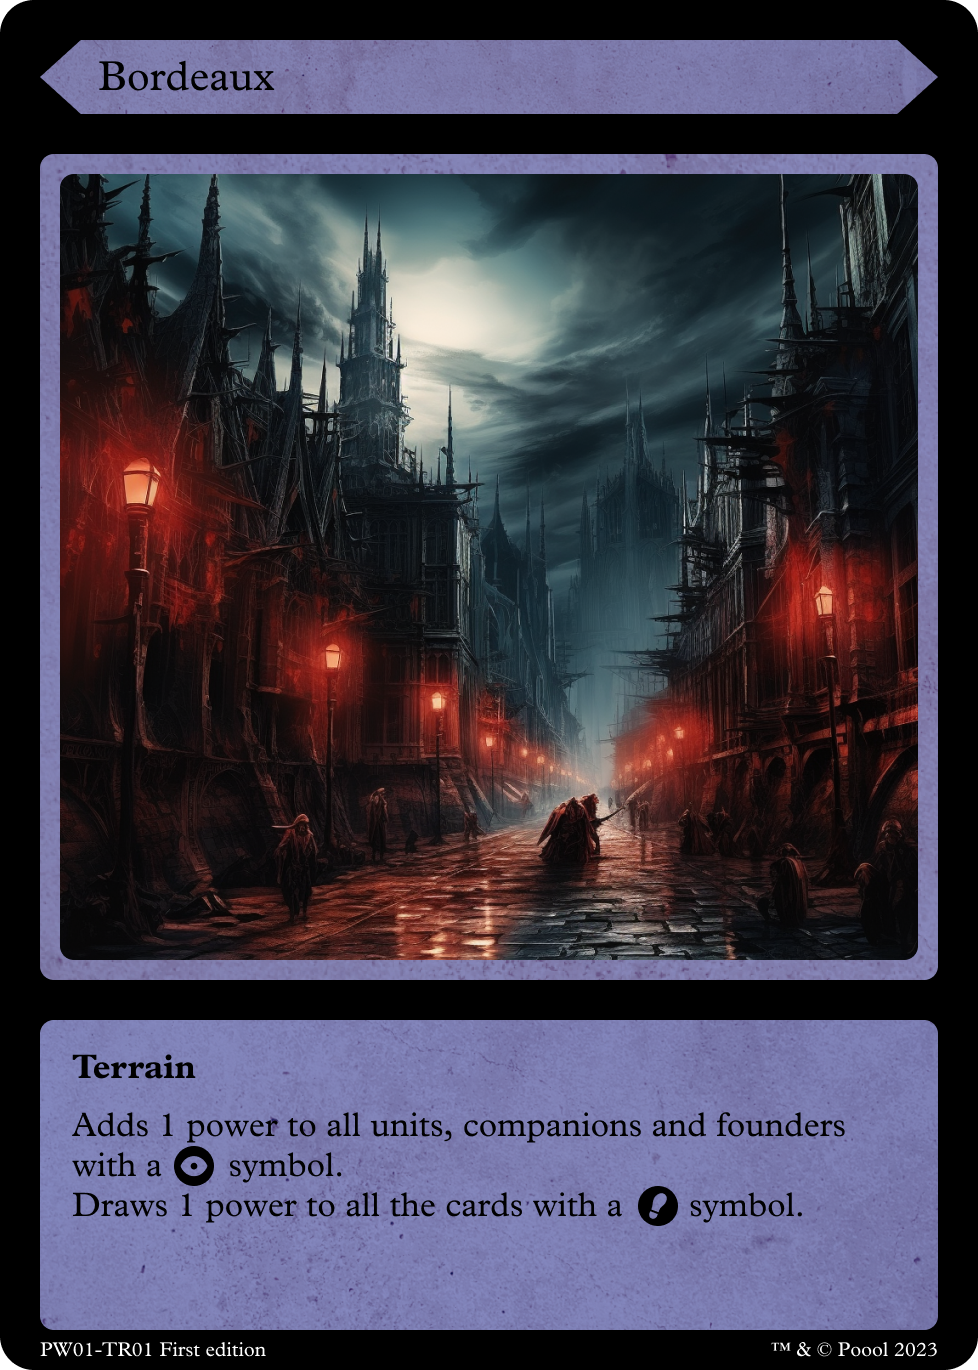 Bordeaux
Terrain
Adds 1 power to all units, companions and founders
with a symbol.
Draws 1 power to all the cards with a symbol.
PW01-TR01 First edition
™ & © Poool 2023